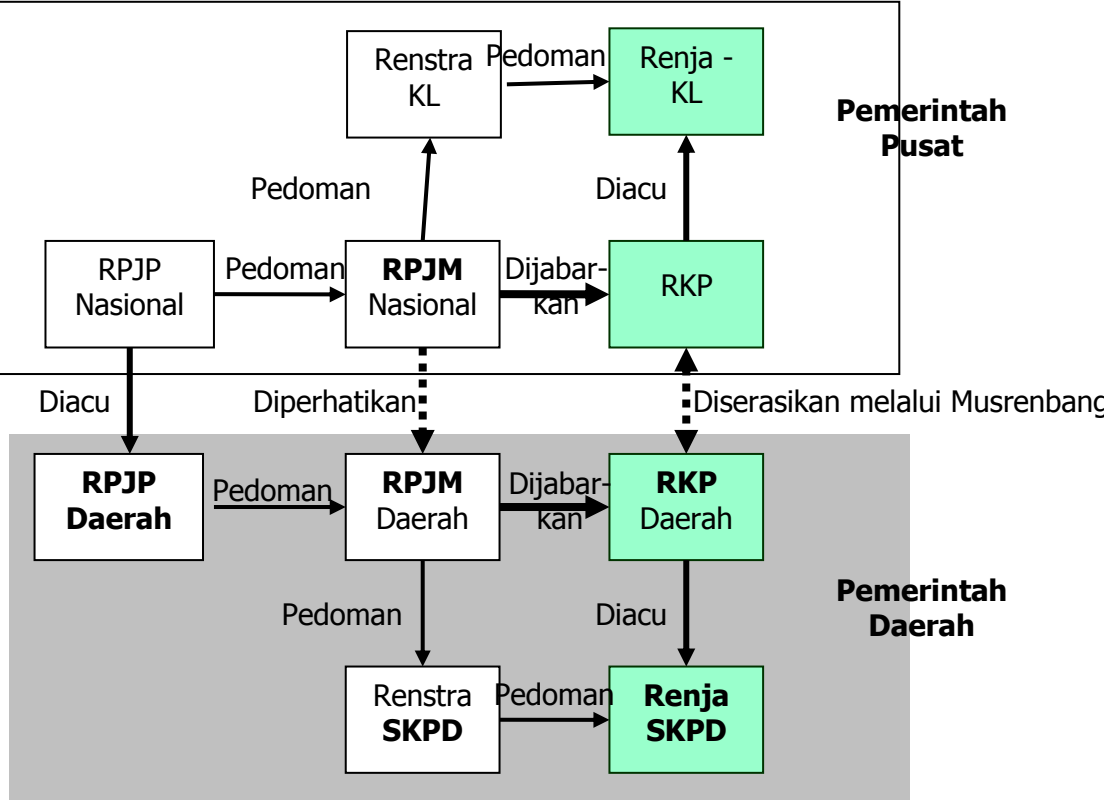 Renstra
KL
Pedoman
Renja -
KL
Pemerintah
Pusat
Pedoman
Diacu
RPJP
Nasional
Pedoman
RPJM
Nasional
Dijabar-
kan
RKP
Diacu
Diperhatikan
Diserasikan melalui Musrenbang
RPJP
Daerah
Pedoman
RPJM
Daerah
Dijabar-
kan
RKP
Daerah
Pemerintah
Daerah
Pedoman
Diacu
Renstra
SKPD
Pedoman
Renja
SKPD